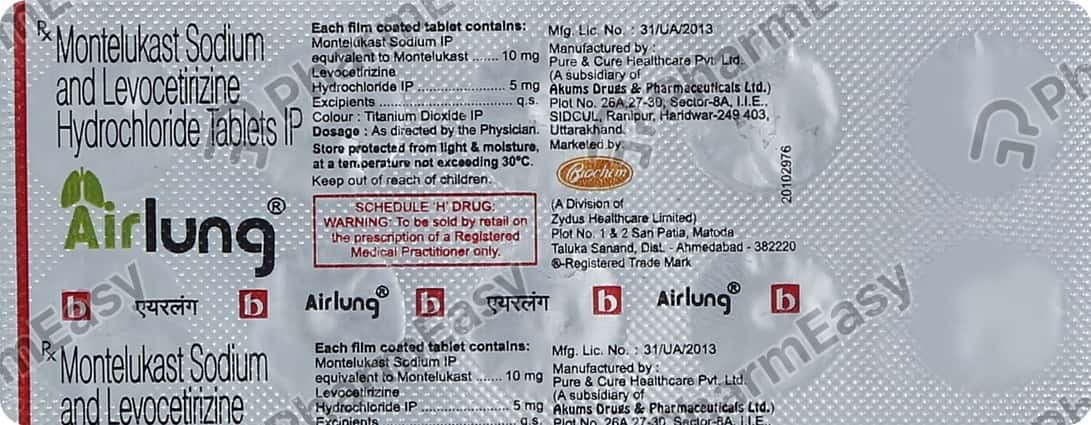 Rx Montelukast Sodium
and Levocetirizine
Hydrochloride Tablets IP
Airlung®
Each film coated tablet contains:
Montelukast Sodium IP
equivalent to Montelukast ....... 10 mg
Levocetirizine
Hydrochloride IP ..................... 5 mg
Excipients ................................ q.s.
Colour : Titanium Dioxide IP
Dosage : As directed by the Physician.
Store protected from light & moisture,
at a temperature not exceeding 30°C.
Keep out of reach of children.
SCHEDULE 'H' DRUG:
WARNING: To be sold by retail on
the prescription of a Registered
Medical Practitioner only.
Mfg. Lic. No. : 31/UA/2013
Manufactured by :
Pure & Cure Healthcare Pvt. Ltd.
(A subsidiary of
Akums Drugs & Pharmaceuticals Ltd.)
Plot No. 26A,27-30, Sector-8A, I.I.E.,
SIDCUL, Ranipur, Haridwar-249 403,
Uttarakhand.
Marketed by:
Biochem
(A Division of
Zydus Healthcare Limited)
Plot No. 1 & 2 Sari Patia, Matoda
Taluka Sanand, Dist. - Ahmedabad - 382220
®-Registered Trade Mark
20102976
b एयरलंग b Airlung® b एयरलंग b Airlung® b
Rx Montelukast Sodium
and Levocetirizine
Each film coated tablet contains:
Montelukast Sodium IP
equivalent to Montelukast ....... 10 mg
Levocetirizine
Hydrochloride IP ..................... 5 mg
Excipients ................................ q.s.
Mfg. Lic. No. : 31/UA/2013
Manufactured by :
Pure & Cure Healthcare Pvt. Ltd.
(A subsidiary of
Akums Drugs & Pharmaceuticals Ltd.)
Plot No. 26A,27-30, Sector-8A, I.I.E.,
PharmEasy